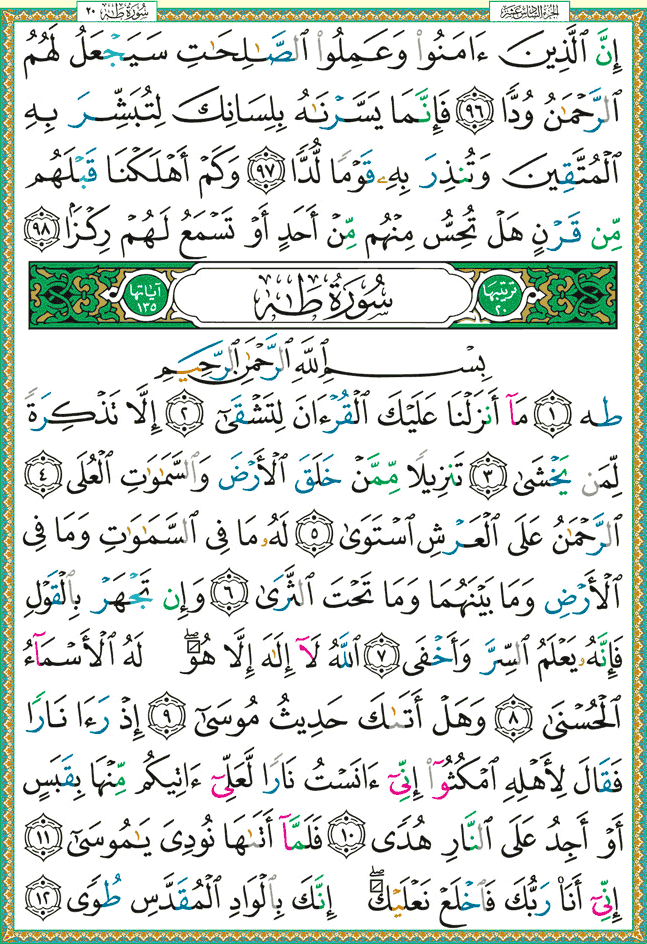 الجزء السادس عشر
سورة طه ٢٠
إِنَّ ٱلَّذِينَ ءَامَنُوا۟ وَعَمِلُوا۟ ٱلصَّـٰلِحَـٰتِ سَيَجْعَلُ لَهُمُ
ٱلرَّحْمَـٰنُ وُدًّا ٩٦ فَإِنَّمَا يَسَّرْنَـٰهُ بِلِسَانِكَ لِتُبَشِّرَ بِهِ
ٱلْمُتَّقِينَ وَتُنذِرَ بِهِۦ قَوْمًا لُّدًّا ٩٧ وَكَمْ أَهْلَكْنَا قَبْلَهُم
مِّن قَرْنٍ هَلْ تُحِسُّ مِنْهُم مِّنْ أَحَدٍ أَوْ تَسْمَعُ لَهُمْ رِكْزًۢا ٩٨
ترتيبها ٢٠ سُورَةُ طه آياتها ١٣٥
بِسْمِ ٱللَّهِ ٱلرَّحْمَـٰنِ ٱلرَّحِيمِ
طه ١ مَآ أَنزَلْنَا عَلَيْكَ ٱلْقُرْءَانَ لِتَشْقَىٰٓ ٢ إِلَّا تَذْكِرَةً
لِّمَن يَخْشَىٰ ٣ تَنزِيلًا مِّمَّنْ خَلَقَ ٱلْأَرْضَ وَٱلسَّمَـٰوَٰتِ ٱلْعُلَى ٤
ٱلرَّحْمَـٰنُ عَلَى ٱلْعَرْشِ ٱسْتَوَىٰ ٥ لَهُۥ مَا فِى ٱلسَّمَـٰوَٰتِ وَمَا فِى
ٱلْأَرْضِ وَمَا بَيْنَهُمَا وَمَا تَحْتَ ٱلثَّرَىٰ ٦ وَإِن تَجْهَرْ بِٱلْقَوْلِ
فَإِنَّهُۥ يَعْلَمُ ٱلسِّرَّ وَأَخْفَى ٧ ٱللَّهُ لَآ إِلَـٰهَ إِلَّا هُوَ لَهُ ٱلْأَسْمَآءُ
ٱلْحُسْنَىٰ ٨ وَهَلْ أَتَىٰكَ حَدِيثُ مُوسَىٰٓ ٩ إِذْ رَءَا نَارًا
فَقَالَ لِأَهْلِهِ ٱمْكُثُوٓا۟ إِنِّىٓ ءَانَسْتُ نَارًا لَّعَلِّىٓ ءَاتِيكُم مِّنْهَا بِقَبَسٍ
أَوْ أَجِدُ عَلَى ٱلنَّارِ هُدًى ١٠ فَلَمَّآ أَتَىٰهَا نُودِىَ يَـٰمُوسَىٰٓ ١١
إِنِّىٓ أَنَا۠ رَبُّكَ فَٱخْلَعْ نَعْلَيْكَ إِنَّكَ بِٱلْوَادِ ٱلْمُقَدَّسِ طُوًى ١٢